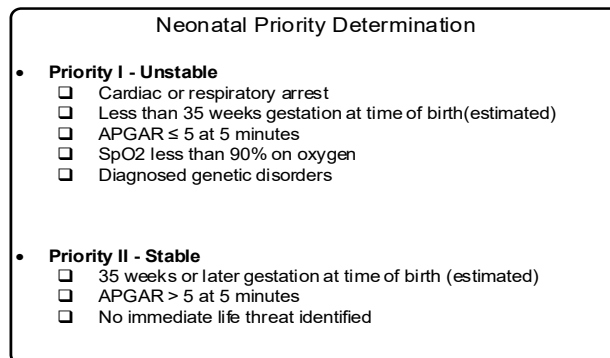 Neonatal Priority Determination
• Priority I - Unstable
❑ Cardiac or respiratory arrest
❑ Less than 35 weeks gestation at time of birth(estimated)
❑ APGAR ≤ 5 at 5 minutes
❑ SpO2 less than 90% on oxygen
❑ Diagnosed genetic disorders
• Priority II - Stable
❑ 35 weeks or later gestation at time of birth (estimated)
❑ APGAR > 5 at 5 minutes
❑ No immediate life threat identified